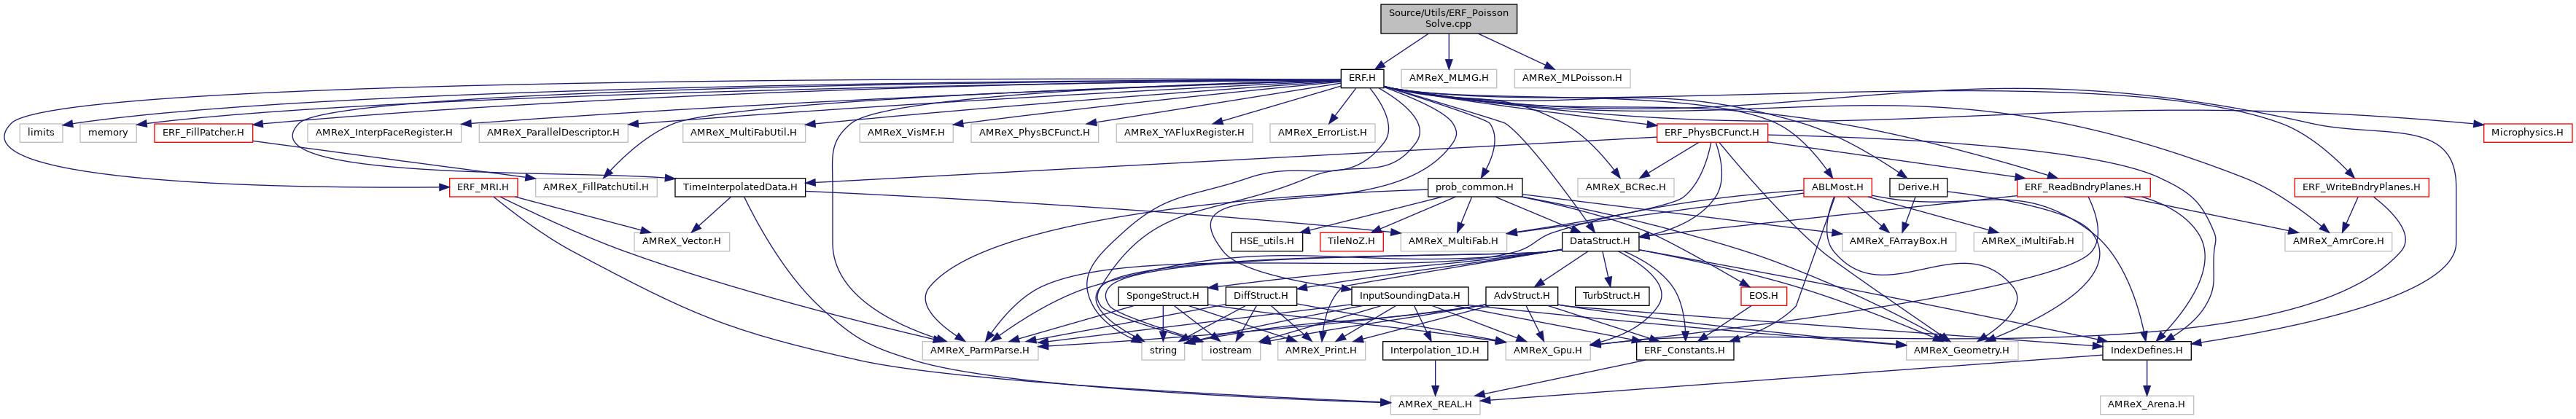 Source/Utils/ERF_Poisson
Solve.cpp
ERF.H
AMReX_MLMG.H
AMReX_MLPoisson.H
limits
memory
ERF_FillPatcher.H
AMReX_InterpFaceRegister.H
AMReX_ParallelDescriptor.H
AMReX_MultiFabUtil.H
AMReX_VisMF.H
AMReX_PhysBCFunct.H
AMReX_YAFluxRegister.H
AMReX_ErrorList.H
ERF_PhysBCFunct.H
Microphysics.H
ERF_MRI.H
AMReX_FillPatchUtil.H
TimeInterpolatedData.H
prob_common.H
AMReX_BCRec.H
ABLMost.H
Derive.H
ERF_ReadBndryPlanes.H
ERF_WriteBndryPlanes.H
AMReX_Vector.H
HSE_utils.H
TileNoZ.H
AMReX_MultiFab.H
DataStruct.H
AMReX_FArrayBox.H
AMReX_iMultiFab.H
AMReX_AmrCore.H
SpongeStruct.H
DiffStruct.H
InputSoundingData.H
AdvStruct.H
TurbStruct.H
EOS.H
AMReX_ParmParse.H
string
iostream
AMReX_Print.H
Interpolation_1D.H
AMReX_Gpu.H
ERF_Constants.H
AMReX_Geometry.H
IndexDefines.H
AMReX_REAL.H
AMReX_Arena.H